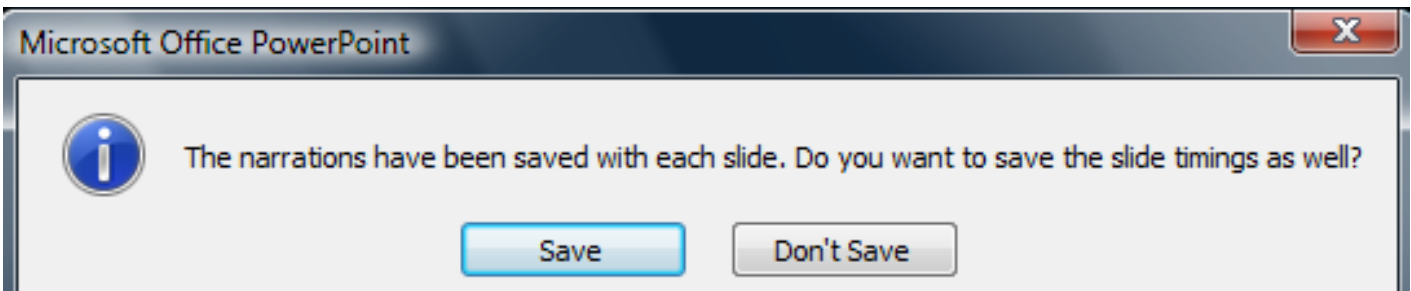 Microsoft Office PowerPoint
The narrations have been saved with each slide. Do you want to save the slide timings as well?
Save
Don't Save